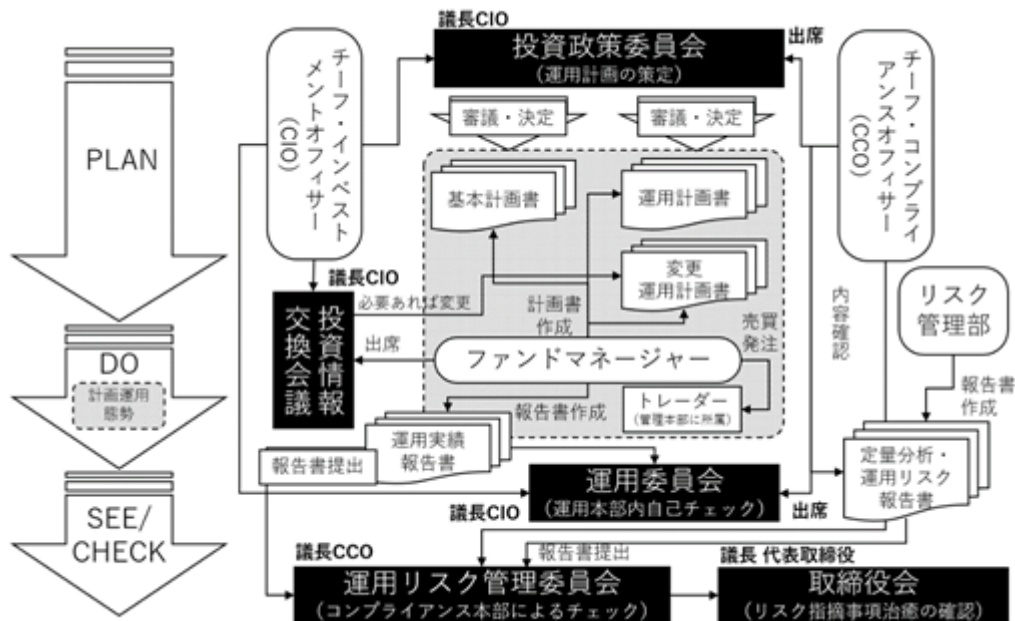 議長CIO
投資政策委員会
(運用計画の策定)
出席
チーフ・インベスト
メントオフィサー
(CIO)
チーフ・コンプライ
アンスオフィサー
(CCO)
審議・決定
審議・決定
PLAN
基本計画書
運用計画書
変更
運用計画書
議長CIO
必要あれば変更
計画書
作成
売買
発注
内容確認
リスク
管理部
投資情報
交換会議
出席
ファンドマネージャー
DO
計画運用
態勢
報告書作成
トレーダー
(管理本部に所属)
報告書
作成
運用実績
報告書
報告書提出
定量分析・
運用リスク
報告書
運用委員会
(運用本部内自己チェック)
議長CIO
出席
SEE/
CHECK
議長CCO
報告書提出
議長 代表取締役
運用リスク管理委員会
(コンプライアンス本部によるチェック)
取締役会
(リスク指摘事項治癒の確認)